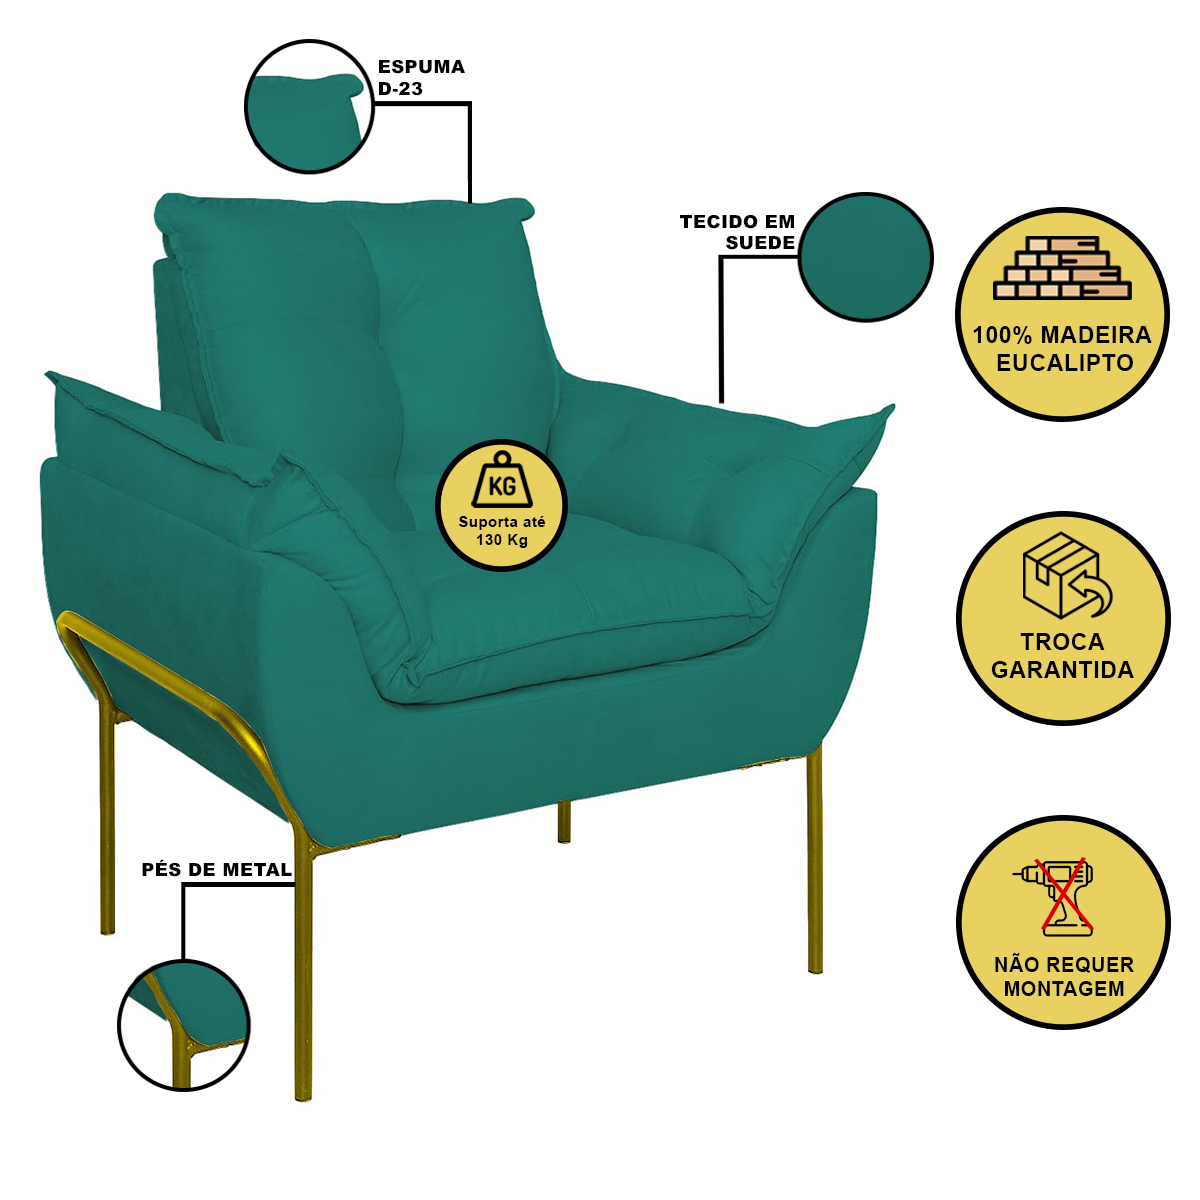 ESPUMA
D-23
TECIDO EM
SUEDE
100% MADEIRA
EUCALIPTO
KG
Suporta até
130 Kg
TROCA
GARANTIDA
PÉS DE METAL
NÃO REQUER
MONTAGEM